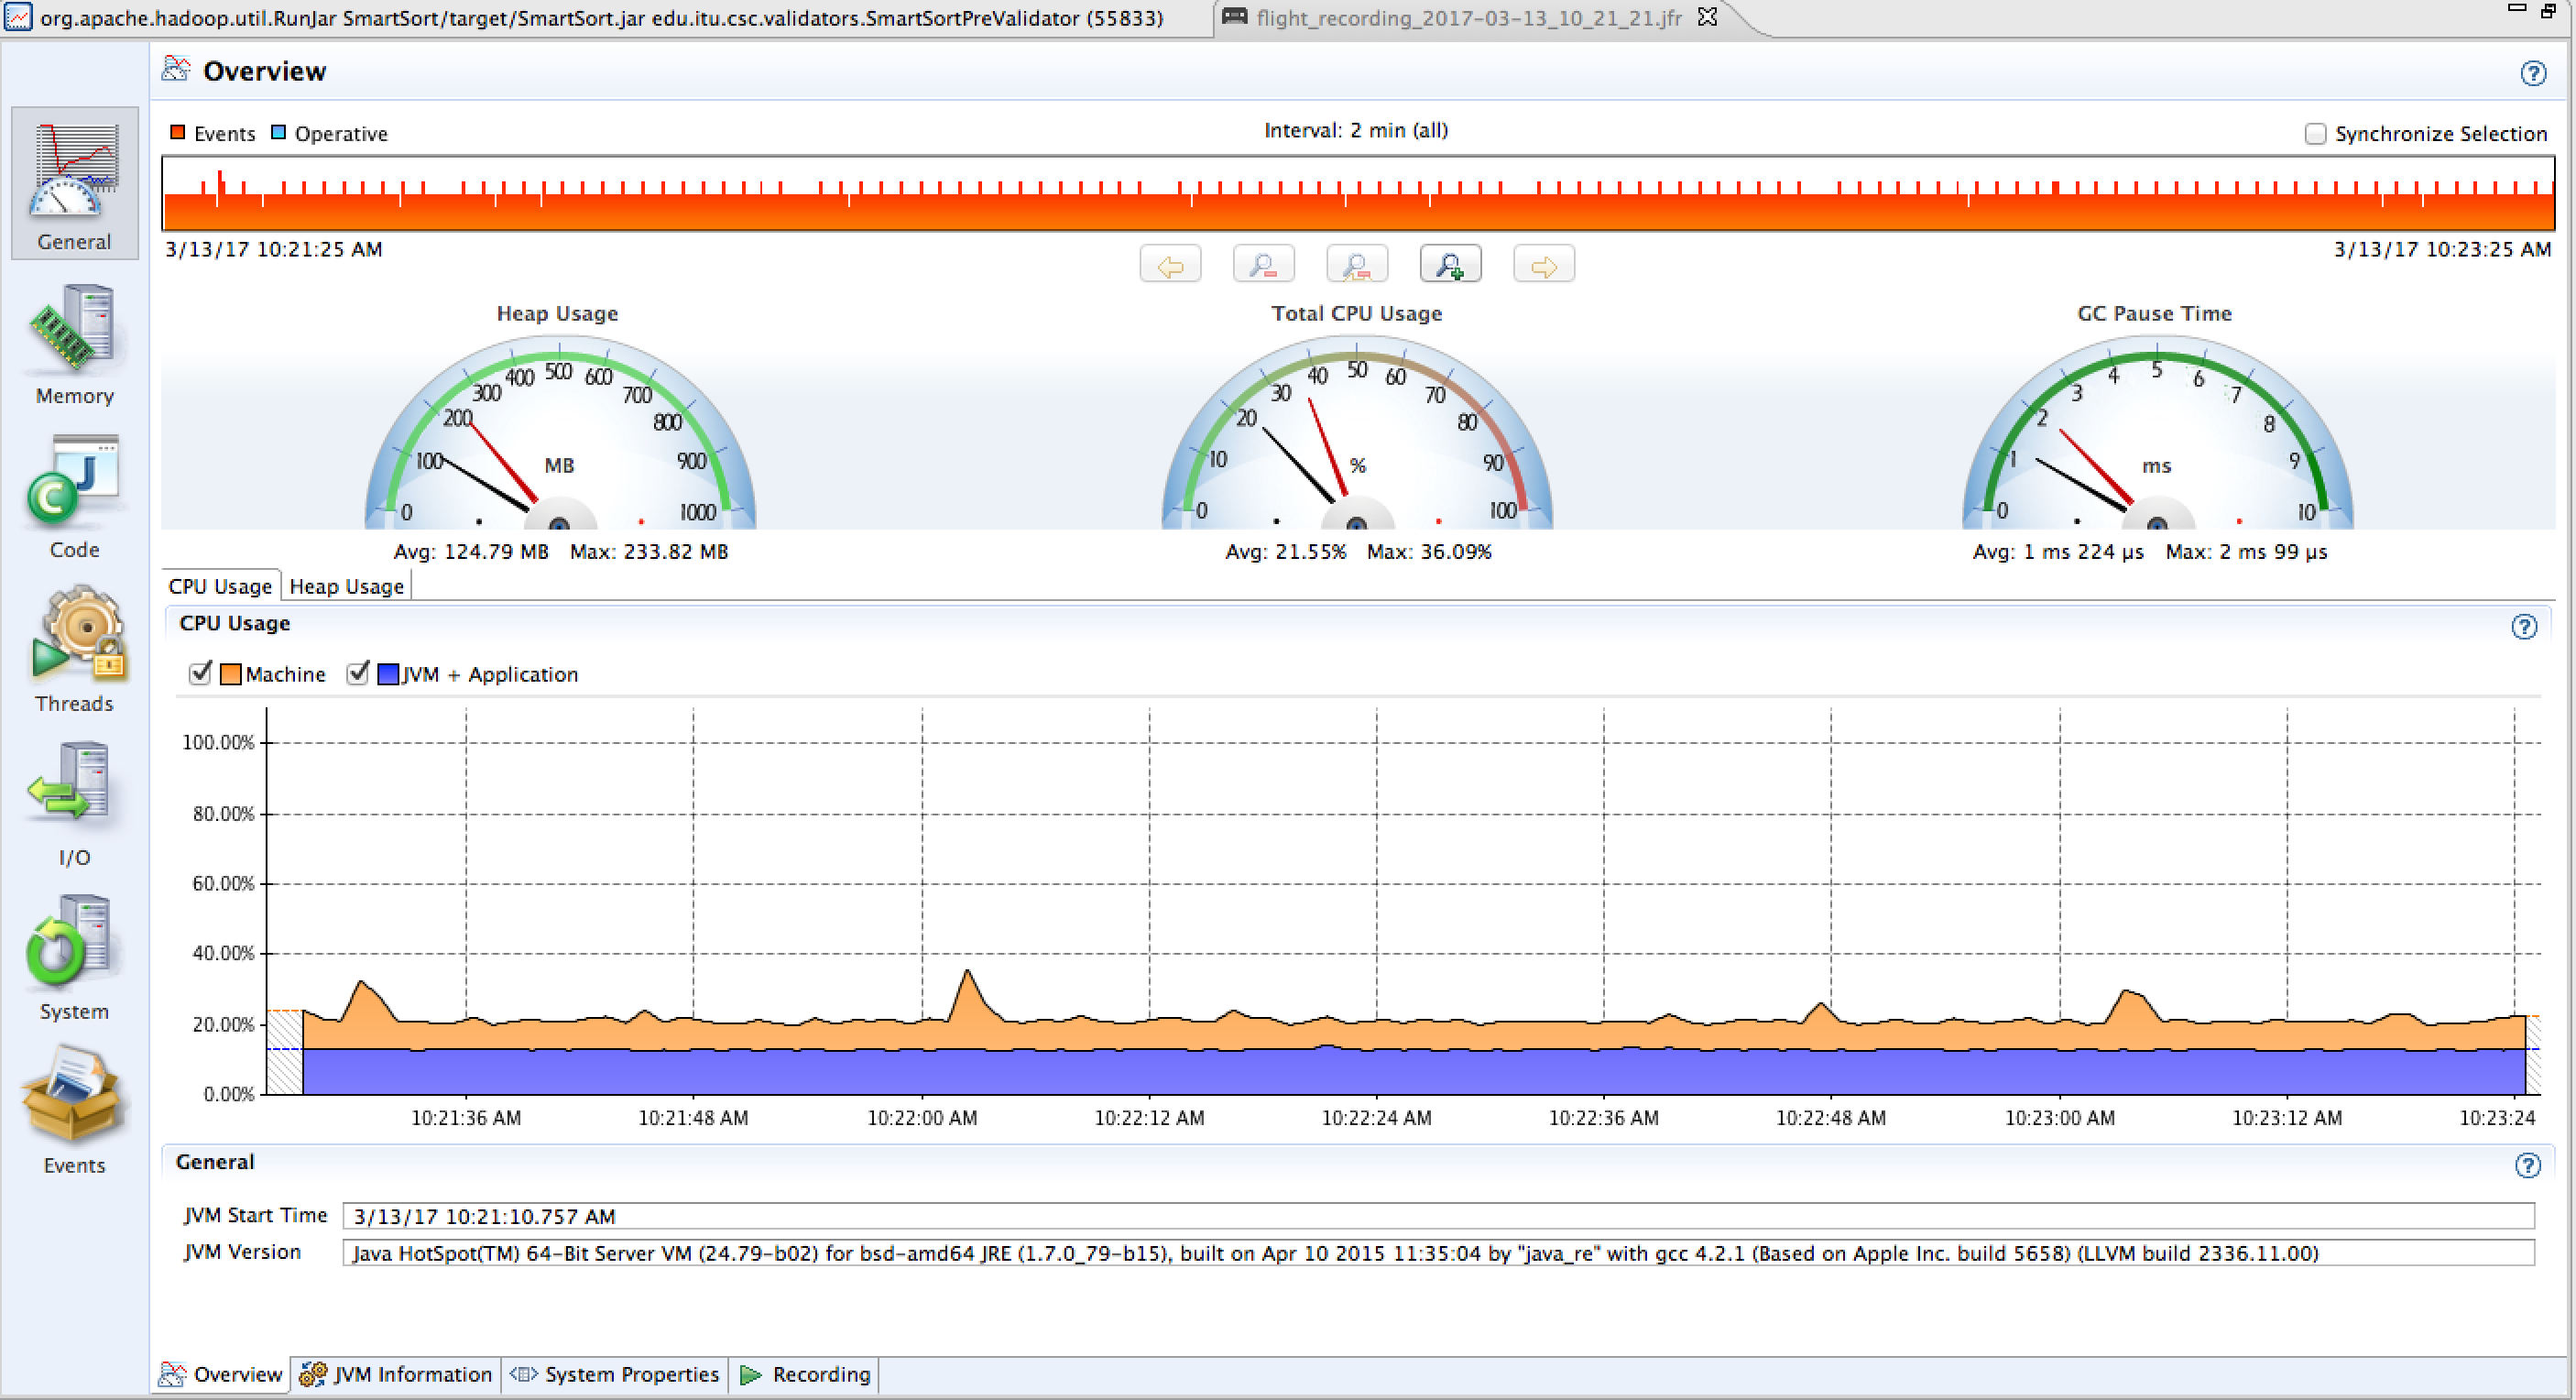 org.apache.hadoop.util.RunJar SmartSort/target/SmartSort.jar edu.itu.csc.validators.SmartSortPreValidator (55833)
flight_recording_2017-03-13_10_21_21.jfr
Overview
Events Operative
Interval: 2 min (all)
Synchronize Selection
3/13/17 10:21:25 AM
3/13/17 10:23:25 AM
General
Memory
Code
Threads
I/O
System
Events
Heap Usage
0 100 200 300 400 500 600 700 800 900 1000
MB
Avg: 124.79 MB Max: 233.82 MB
Total CPU Usage
0 10 20 30 40 50 60 70 80 90 100
%
Avg: 21.55% Max: 36.09%
GC Pause Time
0 1 2 3 4 5 6 7 8 9 10
ms
Avg: 1 ms 224 µs Max: 2 ms 99 µs
CPU Usage Heap Usage
CPU Usage
Machine JVM + Application
100.00%
80.00%
60.00%
40.00%
20.00%
0.00%
10:21:36 AM 10:21:48 AM 10:22:00 AM 10:22:12 AM 10:22:24 AM 10:22:36 AM 10:22:48 AM 10:23:00 AM 10:23:12 AM 10:23:24
General
JVM Start Time 3/13/17 10:21:10.757 AM
JVM Version Java HotSpot(TM) 64-Bit Server VM (24.79-b02) for bsd-amd64 JRE (1.7.0_79-b15), built on Apr 10 2015 11:35:04 by "java_re" with gcc 4.2.1 (Based on Apple Inc. build 5658) (LLVM build 2336.11.00)
Overview JVM Information System Properties Recording